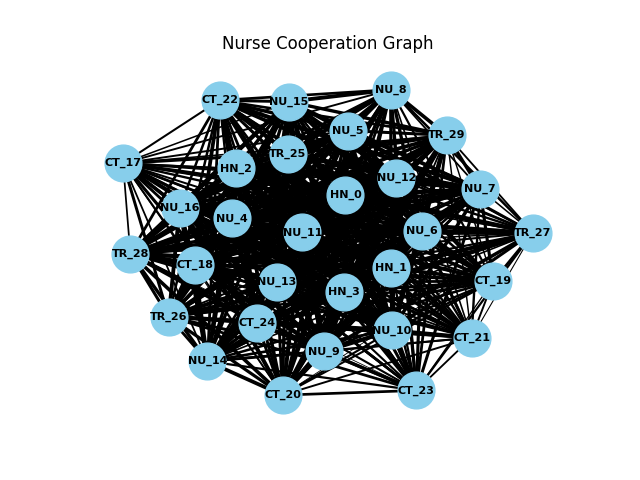 Nurse Cooperation Graph
NU_8
CT_22
NU_15
NU_5
TR_29
TR_25
CT_17
HN_2
NU_12
NU_7
HN_0
NU_16
NU_4
NU_11
NU_6
TR_27
TR_28
CT_18
HN_1
NU_13
CT_19
HN_3
TR_26
CT_24
NU_10
CT_21
NU_9
NU_14
CT_23
CT_20